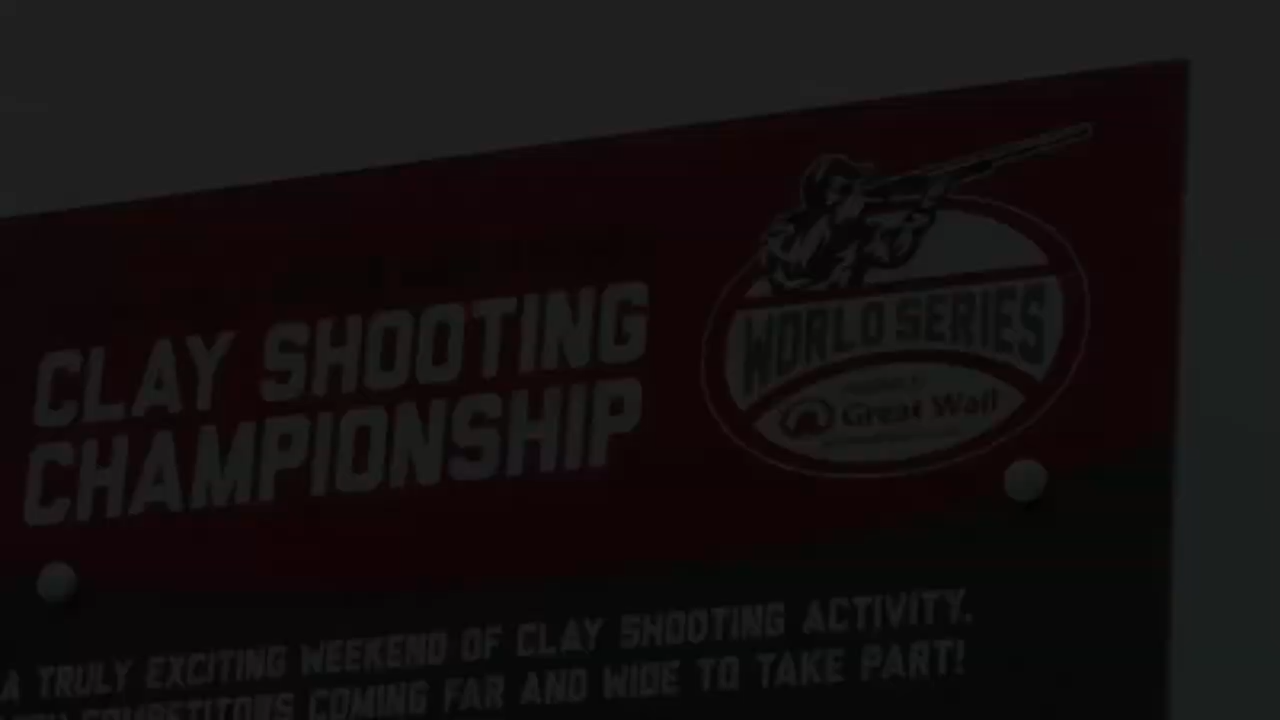 CLAY SHOOTING
CHAMPIONSHIP
WORLD SERIES
Great Wall
A TRULY EXCITING WEEKEND OF CLAY SHOOTING ACTIVITY.
COMPETITORS COMING FAR AND WIDE TO TAKE PART!